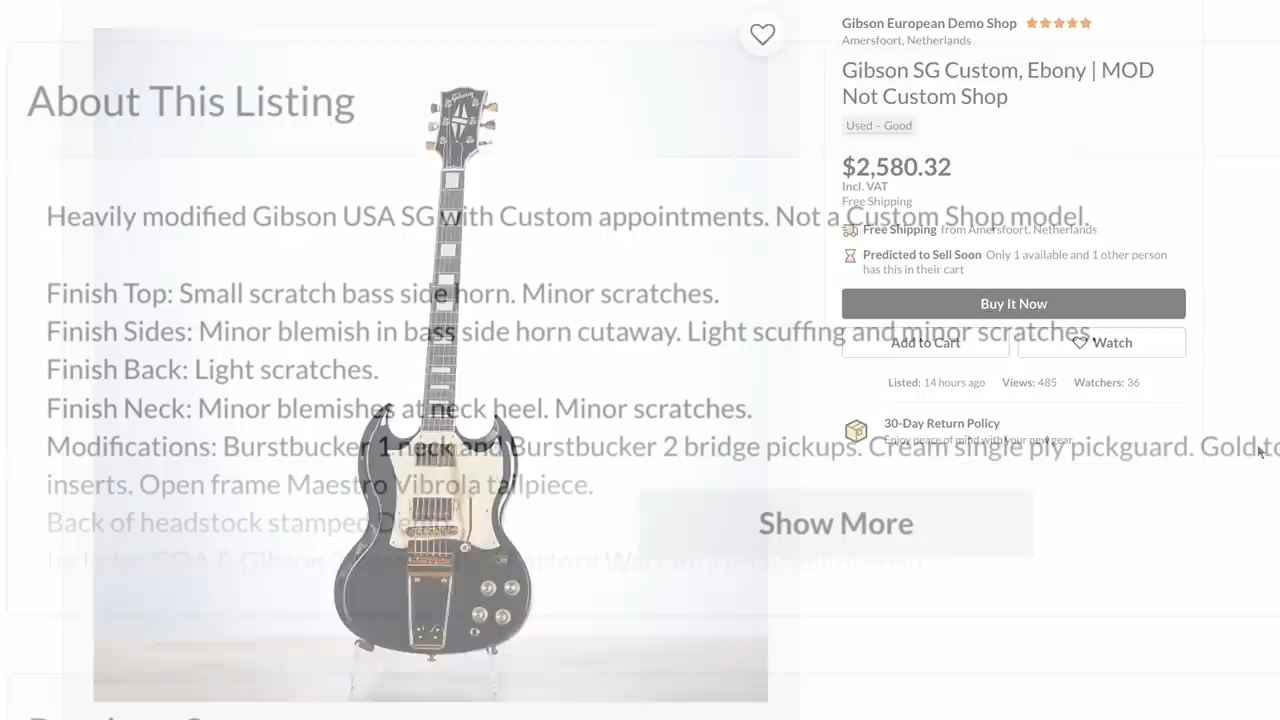 Gibson European Demo Shop
Amersfoort, Netherlands
Gibson SG Custom, Ebony | MOD
Not Custom Shop
Used – Good
$2,580.32
Incl. VAT
Free Shipping
Free Shipping from Amersfoort, Netherlands
Predicted to Sell Soon Only 1 available and 1 other person
has this in their cart
Buy It Now
Add to Cart
Watch
Listed: 14 hours ago Views: 485 Watchers: 36
30-Day Return Policy
Enjoy peace of mind with your new gear.
About This Listing
Heavily modified Gibson USA SG with Custom appointments. Not a Custom Shop model.
Finish Top: Small scratch bass side horn. Minor scratches.
Finish Sides: Minor blemish in bass side horn cutaway. Light scuffing and minor scratches.
Finish Back: Light scratches.
Finish Neck: Minor blemishes at neck heel. Minor scratches.
Modifications: Burstbucker 1 neck and Burstbucker 2 bridge pickups. Cream single ply pickguard. Gold
inserts. Open frame Maestro Vibrola tailpiece.
Back of headstock stamped Demo.
Show More